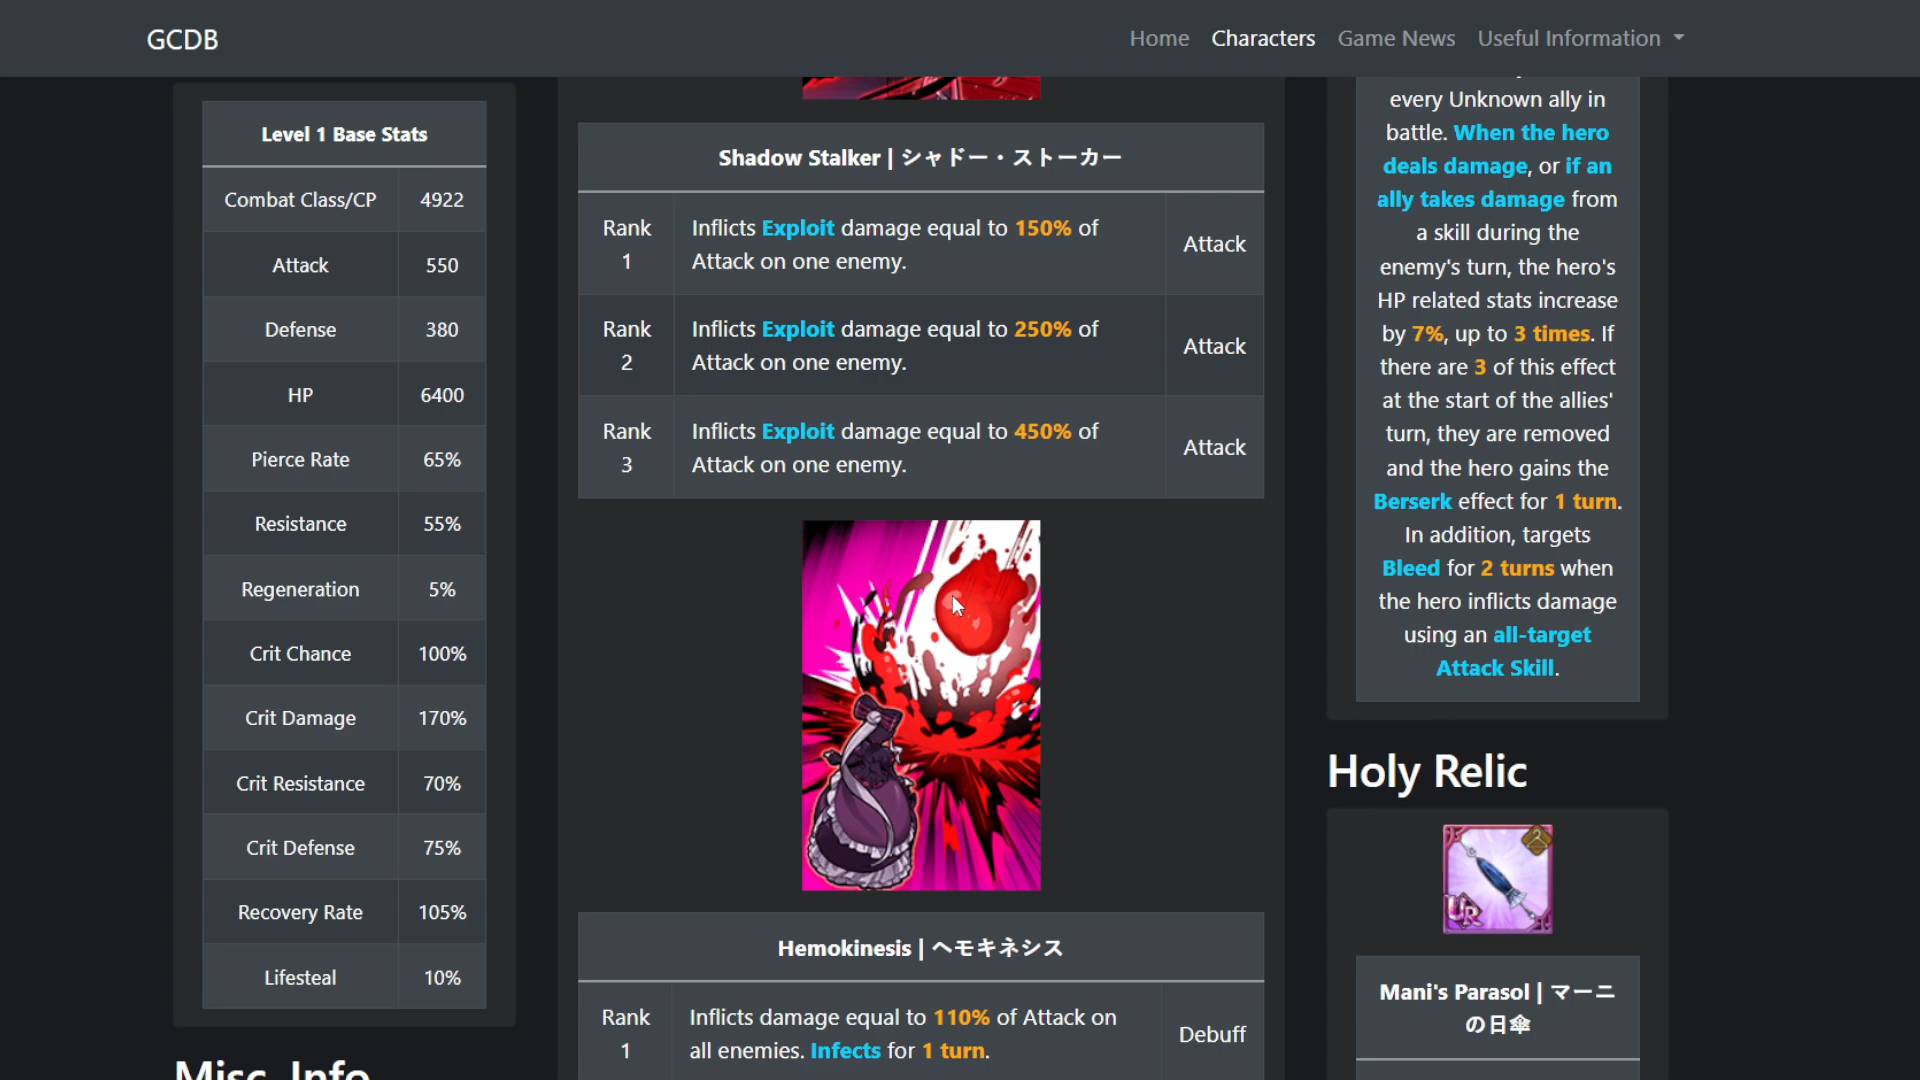 GCDB
Home
Characters
Game News
Useful Information
Level 1 Base Stats
Combat Class/CP 4922
Attack 550
Defense 380
HP 6400
Pierce Rate 65%
Resistance 55%
Regeneration 5%
Crit Chance 100%
Crit Damage 170%
Crit Resistance 70%
Crit Defense 75%
Recovery Rate 105%
Lifesteal 10%
Misc. Info
Shadow Stalker | シャドー・ストーカー
Rank 1
Inflicts Exploit damage equal to 150% of
Attack on one enemy.
Attack
Rank 2
Inflicts Exploit damage equal to 250% of
Attack on one enemy.
Attack
Rank 3
Inflicts Exploit damage equal to 450% of
Attack on one enemy.
Attack
Hemokinesis | ヘモキネシス
Rank 1
Inflicts damage equal to 110% of Attack on
all enemies. Infects for 1 turn.
Debuff
every Unknown ally in
battle. When the hero
deals damage, or if an
ally takes damage from
a skill during the
enemy's turn, the hero's
HP related stats increase
by 7%, up to 3 times. If
there are 3 of this effect
at the start of the allies'
turn, they are removed
and the hero gains the
Berserk effect for 1 turn.
In addition, targets
Bleed for 2 turns when
the hero inflicts damage
using an all-target
Attack Skill.
Holy Relic
UR
Mani's Parasol | マーニ
の日傘